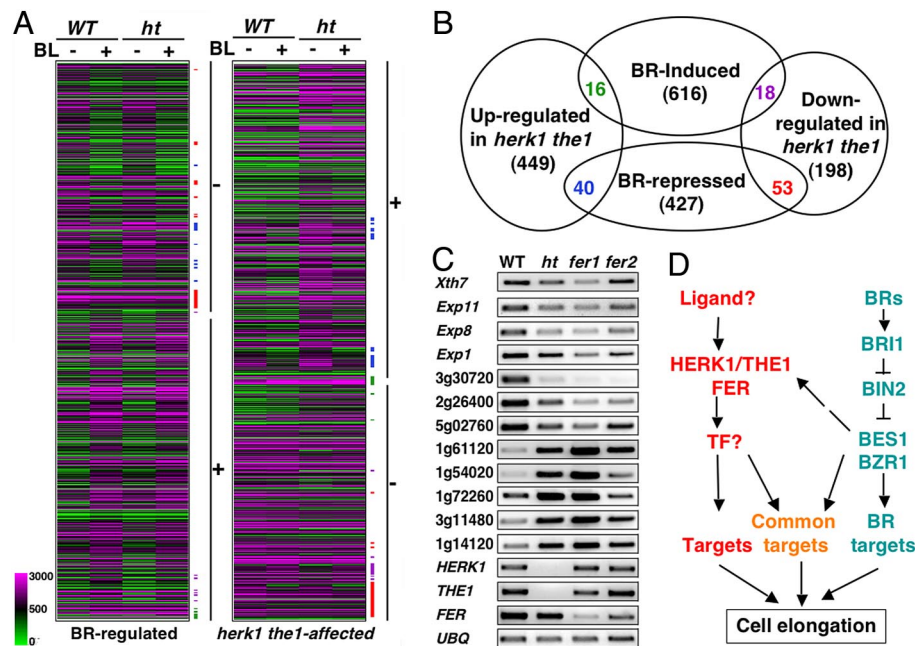 A
WT ht WT ht
BL - + - + BL - + - +
-
+
+
-
3000
500
0
BR-regulated herk1 the1-affected
B
BR-Induced
(616)
16 18
Up-regulated
in herk1 the1
(449)
Down-
regulated in
herk1 the1
(198)
40 53
BR-repressed
(427)
C
WT ht fer1 fer2
Xth7
Exp11
Exp8
Exp1
3g30720
2g26400
5g02760
1g61120
1g54020
1g72260
3g11480
1g14120
HERK1
THE1
FER
UBQ
D
Ligand? BRs
BRI1
HERK1/THE1
FER
BIN2
TF?
BES1
BZR1
Targets
Common
targets
BR
targets
Cell elongation